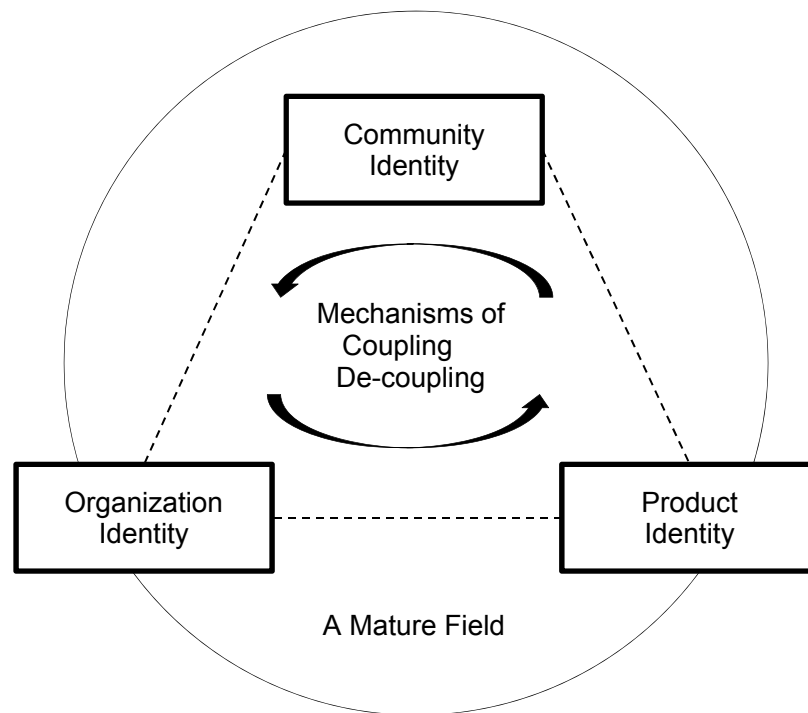 Community
Identity
Mechanisms of
Coupling
De-coupling
Organization
Identity
Product
Identity
A Mature Field